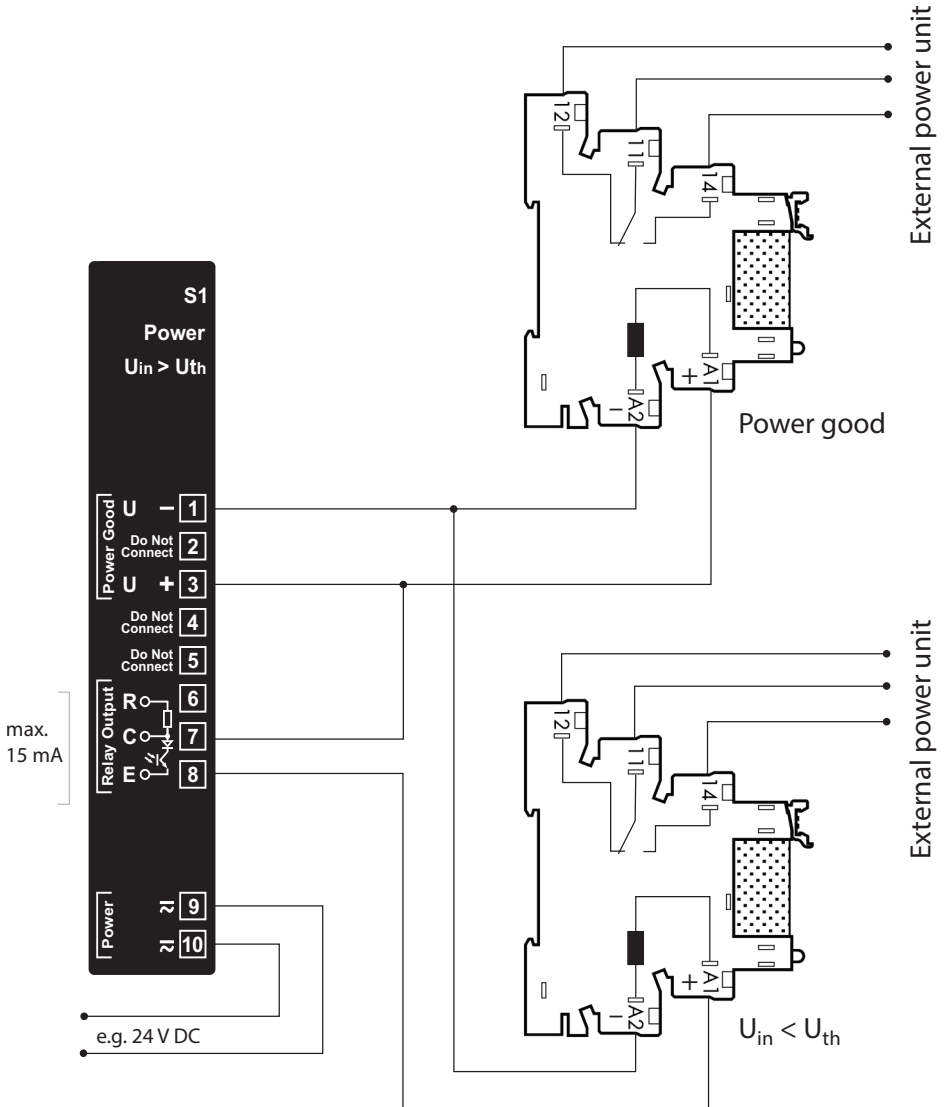 External power unit
12
11
14
A1
+
A2
−
Power good
S1
Power
Uin > Uth
Power Good
U − 1
Do Not
Connect 2
U + 3
Do Not
Connect 4
Do Not
Connect 5
max.
15 mA
Relay Output
R 6
C 7
E 8
Power
9
10
e.g. 24 V DC
External power unit
12
11
14
A1
+
A2
−
Uin < Uth